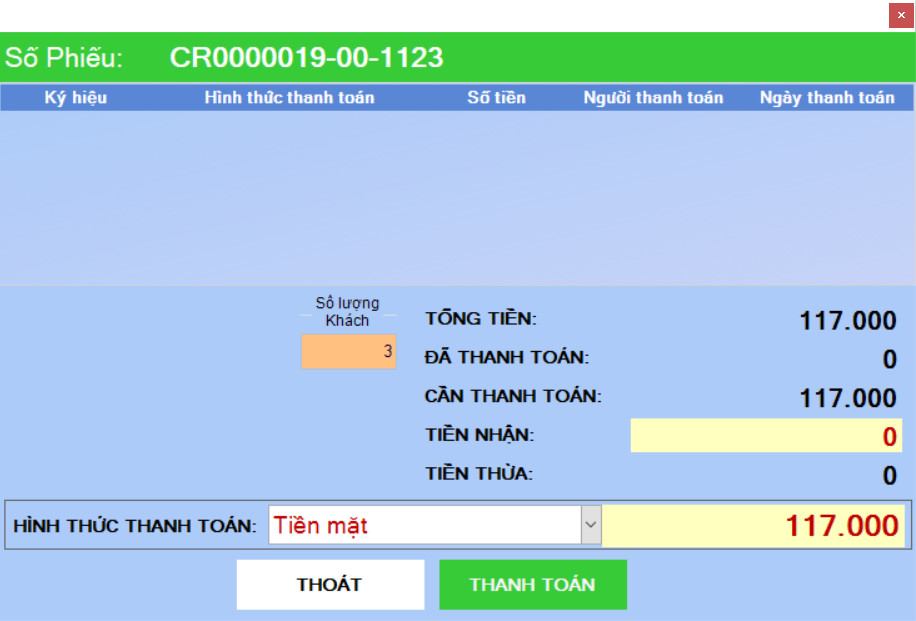 Số Phiếu: CR0000019-00-1123
Ký hiệu Hình thức thanh toán Số tiền Người thanh toán Ngày thanh toán
Số lượng
Khách
3
TỔNG TIỀN: 117.000
ĐÃ THANH TOÁN: 0
CẦN THANH TOÁN: 117.000
TIỀN NHẬN: 0
TIỀN THỪA: 0
HÌNH THỨC THANH TOÁN: Tiền mặt 117.000
THOÁT THANH TOÁN